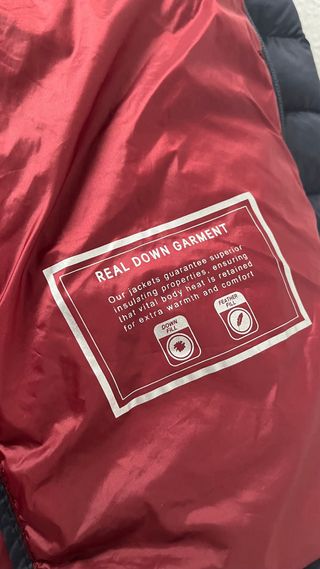 REAL DOWN GARMENT
Our jackets guarantee superior
insulating properties, ensuring
that vital body heat is retained
for extra warmth and comfort
DOWN
FILL
FEATHER
FILL